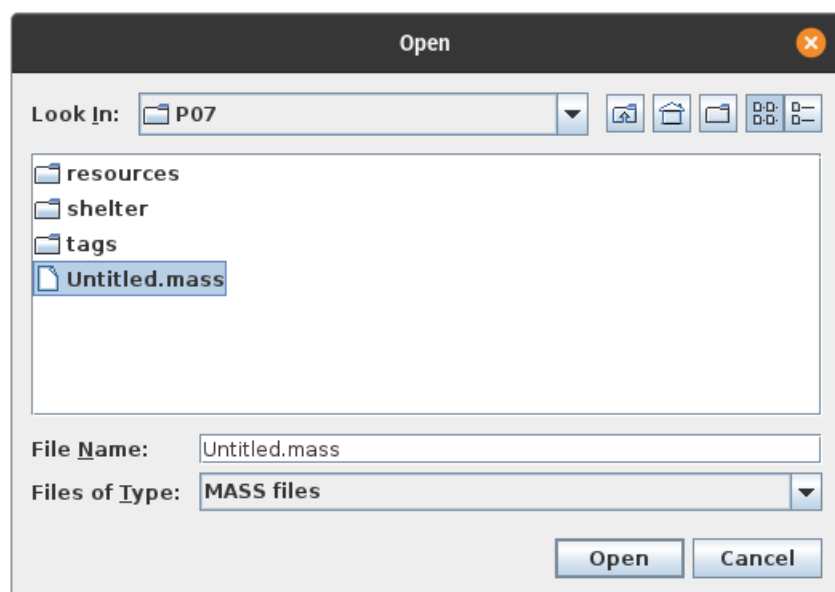 Open
Look In: P07
resources
shelter
tags
Untitled.mass
File Name: Untitled.mass
Files of Type: MASS files
Open Cancel